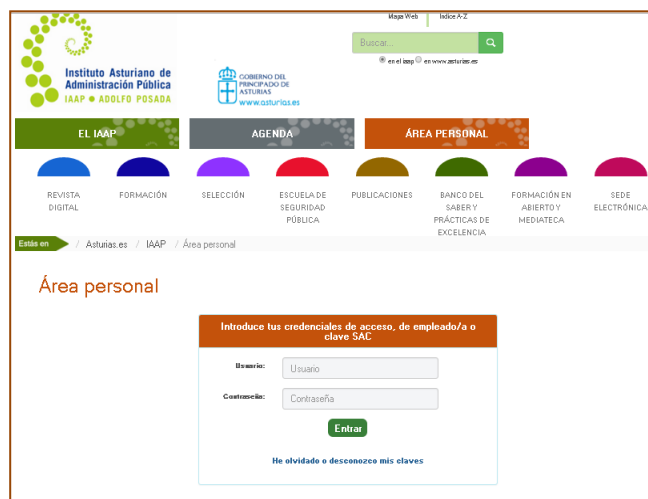 Mapa Web
Indice A-Z
Buscar...
en el iaap
en www.asturias.es
Instituto Asturiano de
Administración Pública
IAAP ● ADOLFO POSADA
GOBIERNO DEL
PRINCIPADO DE
ASTURIAS
www.asturias.es
EL IAAP
AGENDA
ÁREA PERSONAL
REVISTA
DIGITAL
FORMACIÓN
SELECCIÓN
ESCUELA DE
SEGURIDAD
PÚBLICA
PUBLICACIONES
BANCO DEL
SABER Y
PRÁCTICAS DE
EXCELENCIA
FORMACIÓN EN
ABIERTO Y
MEDIATECA
SEDE
ELECTRÓNICA
Estás en / Asturias.es / IAAP / Área personal
Área personal
Introduce tus credenciales de acceso, de empleado/a o
clave SAC
Usuario:
Usuario
Contraseña:
Contraseña
Entrar
He olvidado o desconozco mis claves